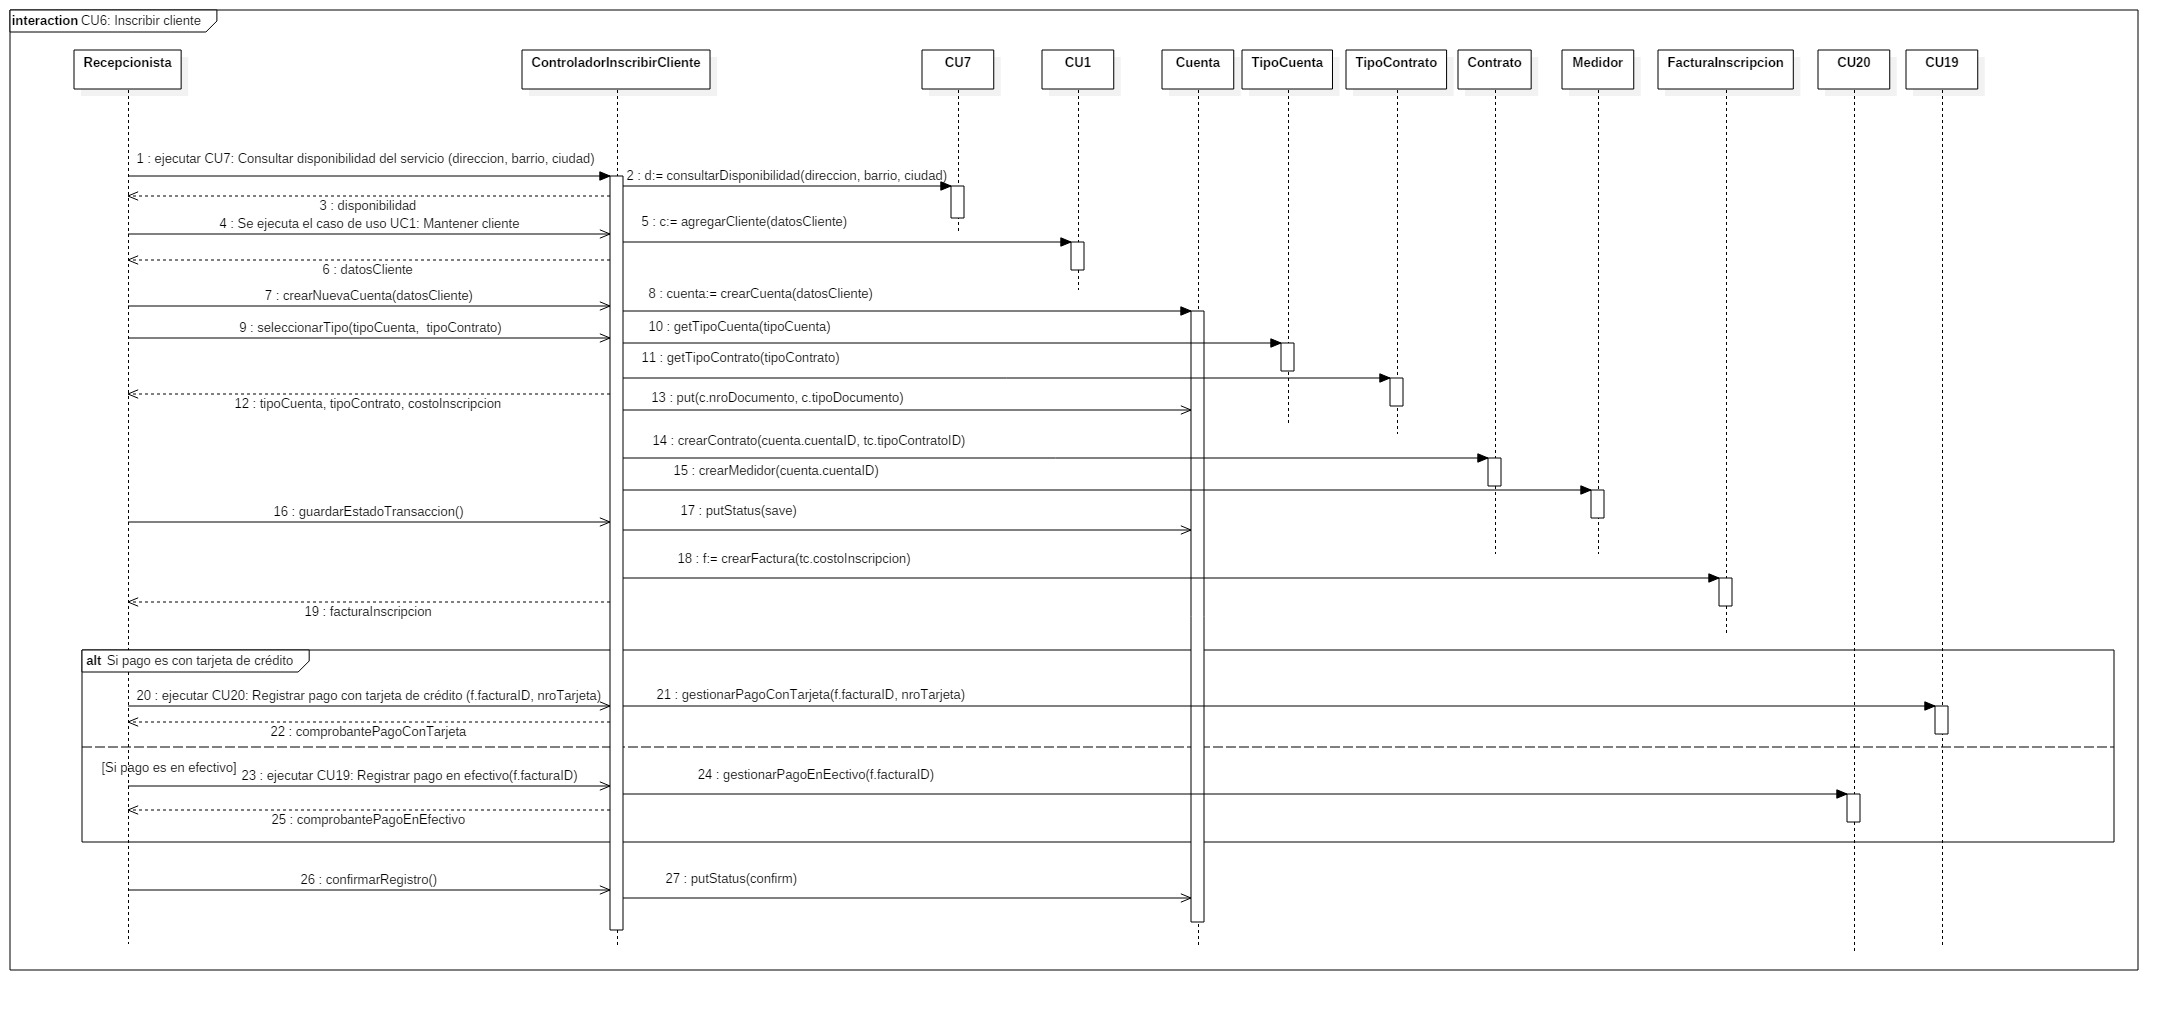 interaction CU6: Inscribir cliente
Recepcionista
ControladorInscribirCliente
CU7
CU1
Cuenta
TipoCuenta
TipoContrato
Contrato
Medidor
FacturaInscripcion
CU20
CU19
1 : ejecutar CU7: Consultar disponibilidad del servicio (direccion, barrio, ciudad)
2 : d:= consultarDisponibilidad(direccion, barrio, ciudad)
3 : disponibilidad
4 : Se ejecuta el caso de uso UC1: Mantener cliente
5 : c:= agregarCliente(datosCliente)
6 : datosCliente
7 : crearNuevaCuenta(datosCliente)
8 : cuenta:= crearCuenta(datosCliente)
9 : seleccionarTipo(tipoCuenta, tipoContrato)
10 : getTipoCuenta(tipoCuenta)
11 : getTipoContrato(tipoContrato)
12 : tipoCuenta, tipoContrato, costoInscripcion
13 : put(c.nroDocumento, c.tipoDocumento)
14 : crearContrato(cuenta.cuentaID, tc.tipoContratoID)
15 : crearMedidor(cuenta.cuentaID)
16 : guardarEstadoTransaccion()
17 : putStatus(save)
18 : f:= crearFactura(tc.costoInscripcion)
19 : facturaInscripcion
alt Si pago es con tarjeta de crédito
20 : ejecutar CU20: Registrar pago con tarjeta de crédito (f.facturaID, nroTarjeta)
21 : gestionarPagoConTarjeta(f.facturaID, nroTarjeta)
22 : comprobantePagoConTarjeta
[Si pago es en efectivo]
23 : ejecutar CU19: Registrar pago en efectivo(f.facturaID)
24 : gestionarPagoEnEectivo(f.facturaID)
25 : comprobantePagoEnEfectivo
26 : confirmarRegistro()
27 : putStatus(confirm)